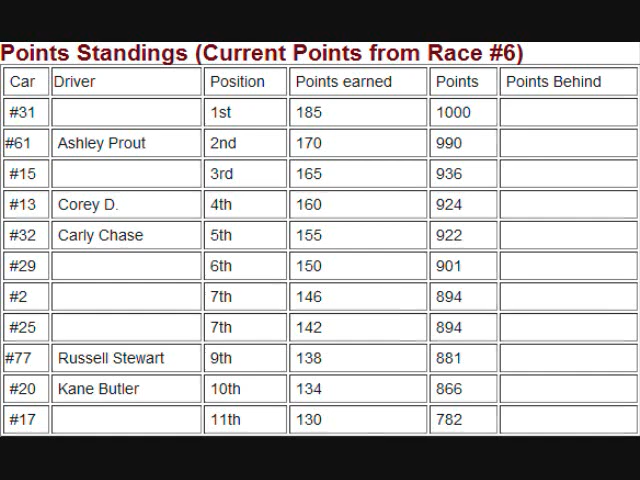 Points Standings (Current Points from Race #6)
Car Driver Position Points earned Points Points Behind
#31 1st 185 1000
#61 Ashley Prout 2nd 170 990
#15 3rd 165 936
#13 Corey D. 4th 160 924
#32 Carly Chase 5th 155 922
#29 6th 150 901
#2 7th 146 894
#25 7th 142 894
#77 Russell Stewart 9th 138 881
#20 Kane Butler 10th 134 866
#17 11th 130 782